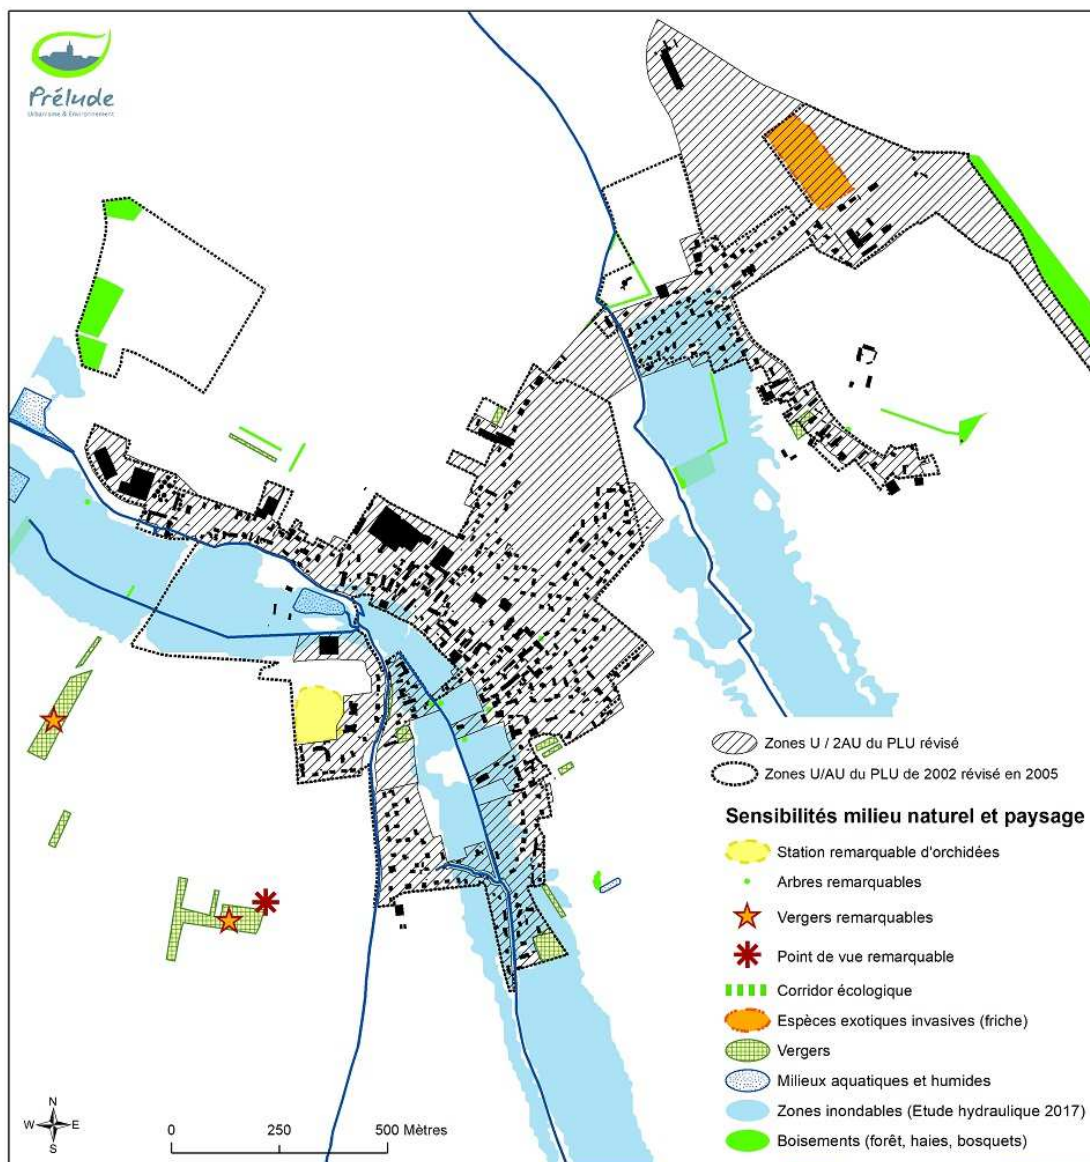 Prélude
Urbanisme & Environnement
Zones U / 2AU du PLU révisé
Zones U/AU du PLU de 2002 révisé en 2005
Sensibilités milieu naturel et paysage
Station remarquable d'orchidées
Arbres remarquables
Vergers remarquables
Point de vue remarquable
Corridor écologique
Espèces exotiques invasives (friche)
Vergers
Milieux aquatiques et humides
Zones inondables (Etude hydraulique 2017)
Boisements (forêt, haies, bosquets)
N
W E
S
0 250 500 Mètres